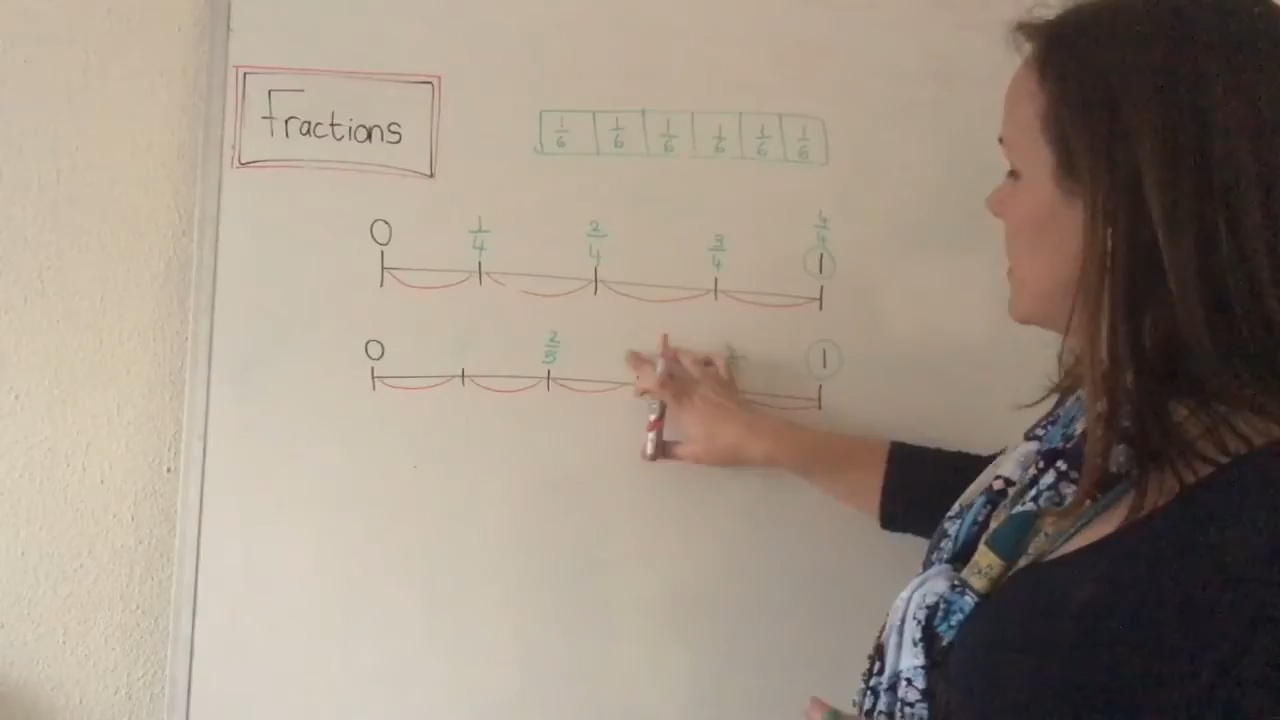 Fractions
1/6 1/6 1/6 1/6 1/6 1/6
0 1/4 2/4 3/4 4/4
1
0 2/5 1